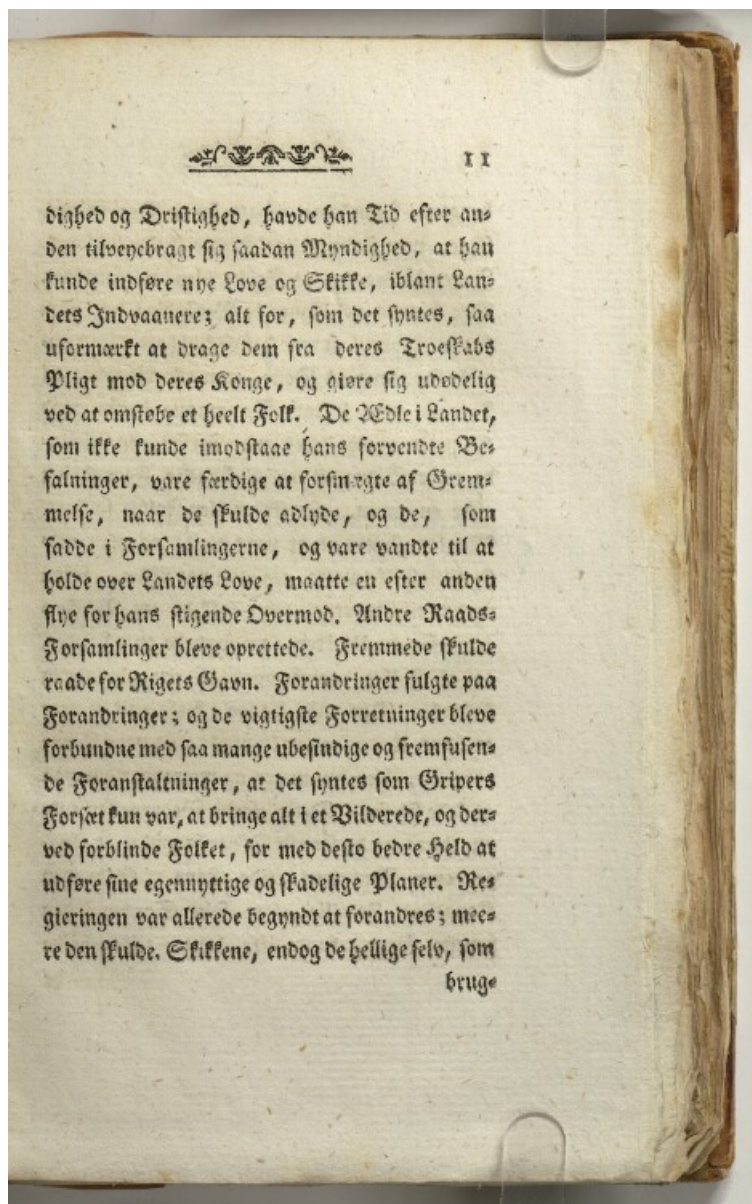 11
dighed og Dristighed, havde han Tid efter an-
den tilveyebragt sig saadan Myndighed, at han
kunde indføre nye Love og Skikke, iblant Lan-
dets Indvaanere; alt for, som det syntes, saa
uformærkt at drage dem fra deres Troeskabs
Pligt mod deres Konge, og giøre sig udødelig
ved at omstøbe et heelt Folk. De Ædle i Landet,
som ikke kunde imodstaae hans forvendte Be-
falninger, vare færdige at forsmægte af Grem-
melse, naar de skulde adlyde, og de, som
sadde i Forsamlingerne, og vare vandte til at
holde over Landets Love, maatte en efter anden
flye for hans stigende Overmod. Andre Raads-
Forsamlinger bleve oprettede. Fremmede skulde
raade for Rigets Gavn. Forandringer fulgte paa
Forandringer; og de vigtigste Forretninger bleve
forbundne med saa mange ubesindige og fremfusen-
de Foranstaltninger, at det syntes som Gripers
Forsæt kun var, at bringe alt i et Vilderede, og der-
ved forblinde Folket, for med desto bedre Held at
udføre sine egennyttige og skadelige Planer. Re-
gieringen var allerede begyndt at forandres; mee-
re den skulde. Skikkene, endog de hellige selv, som
brug-